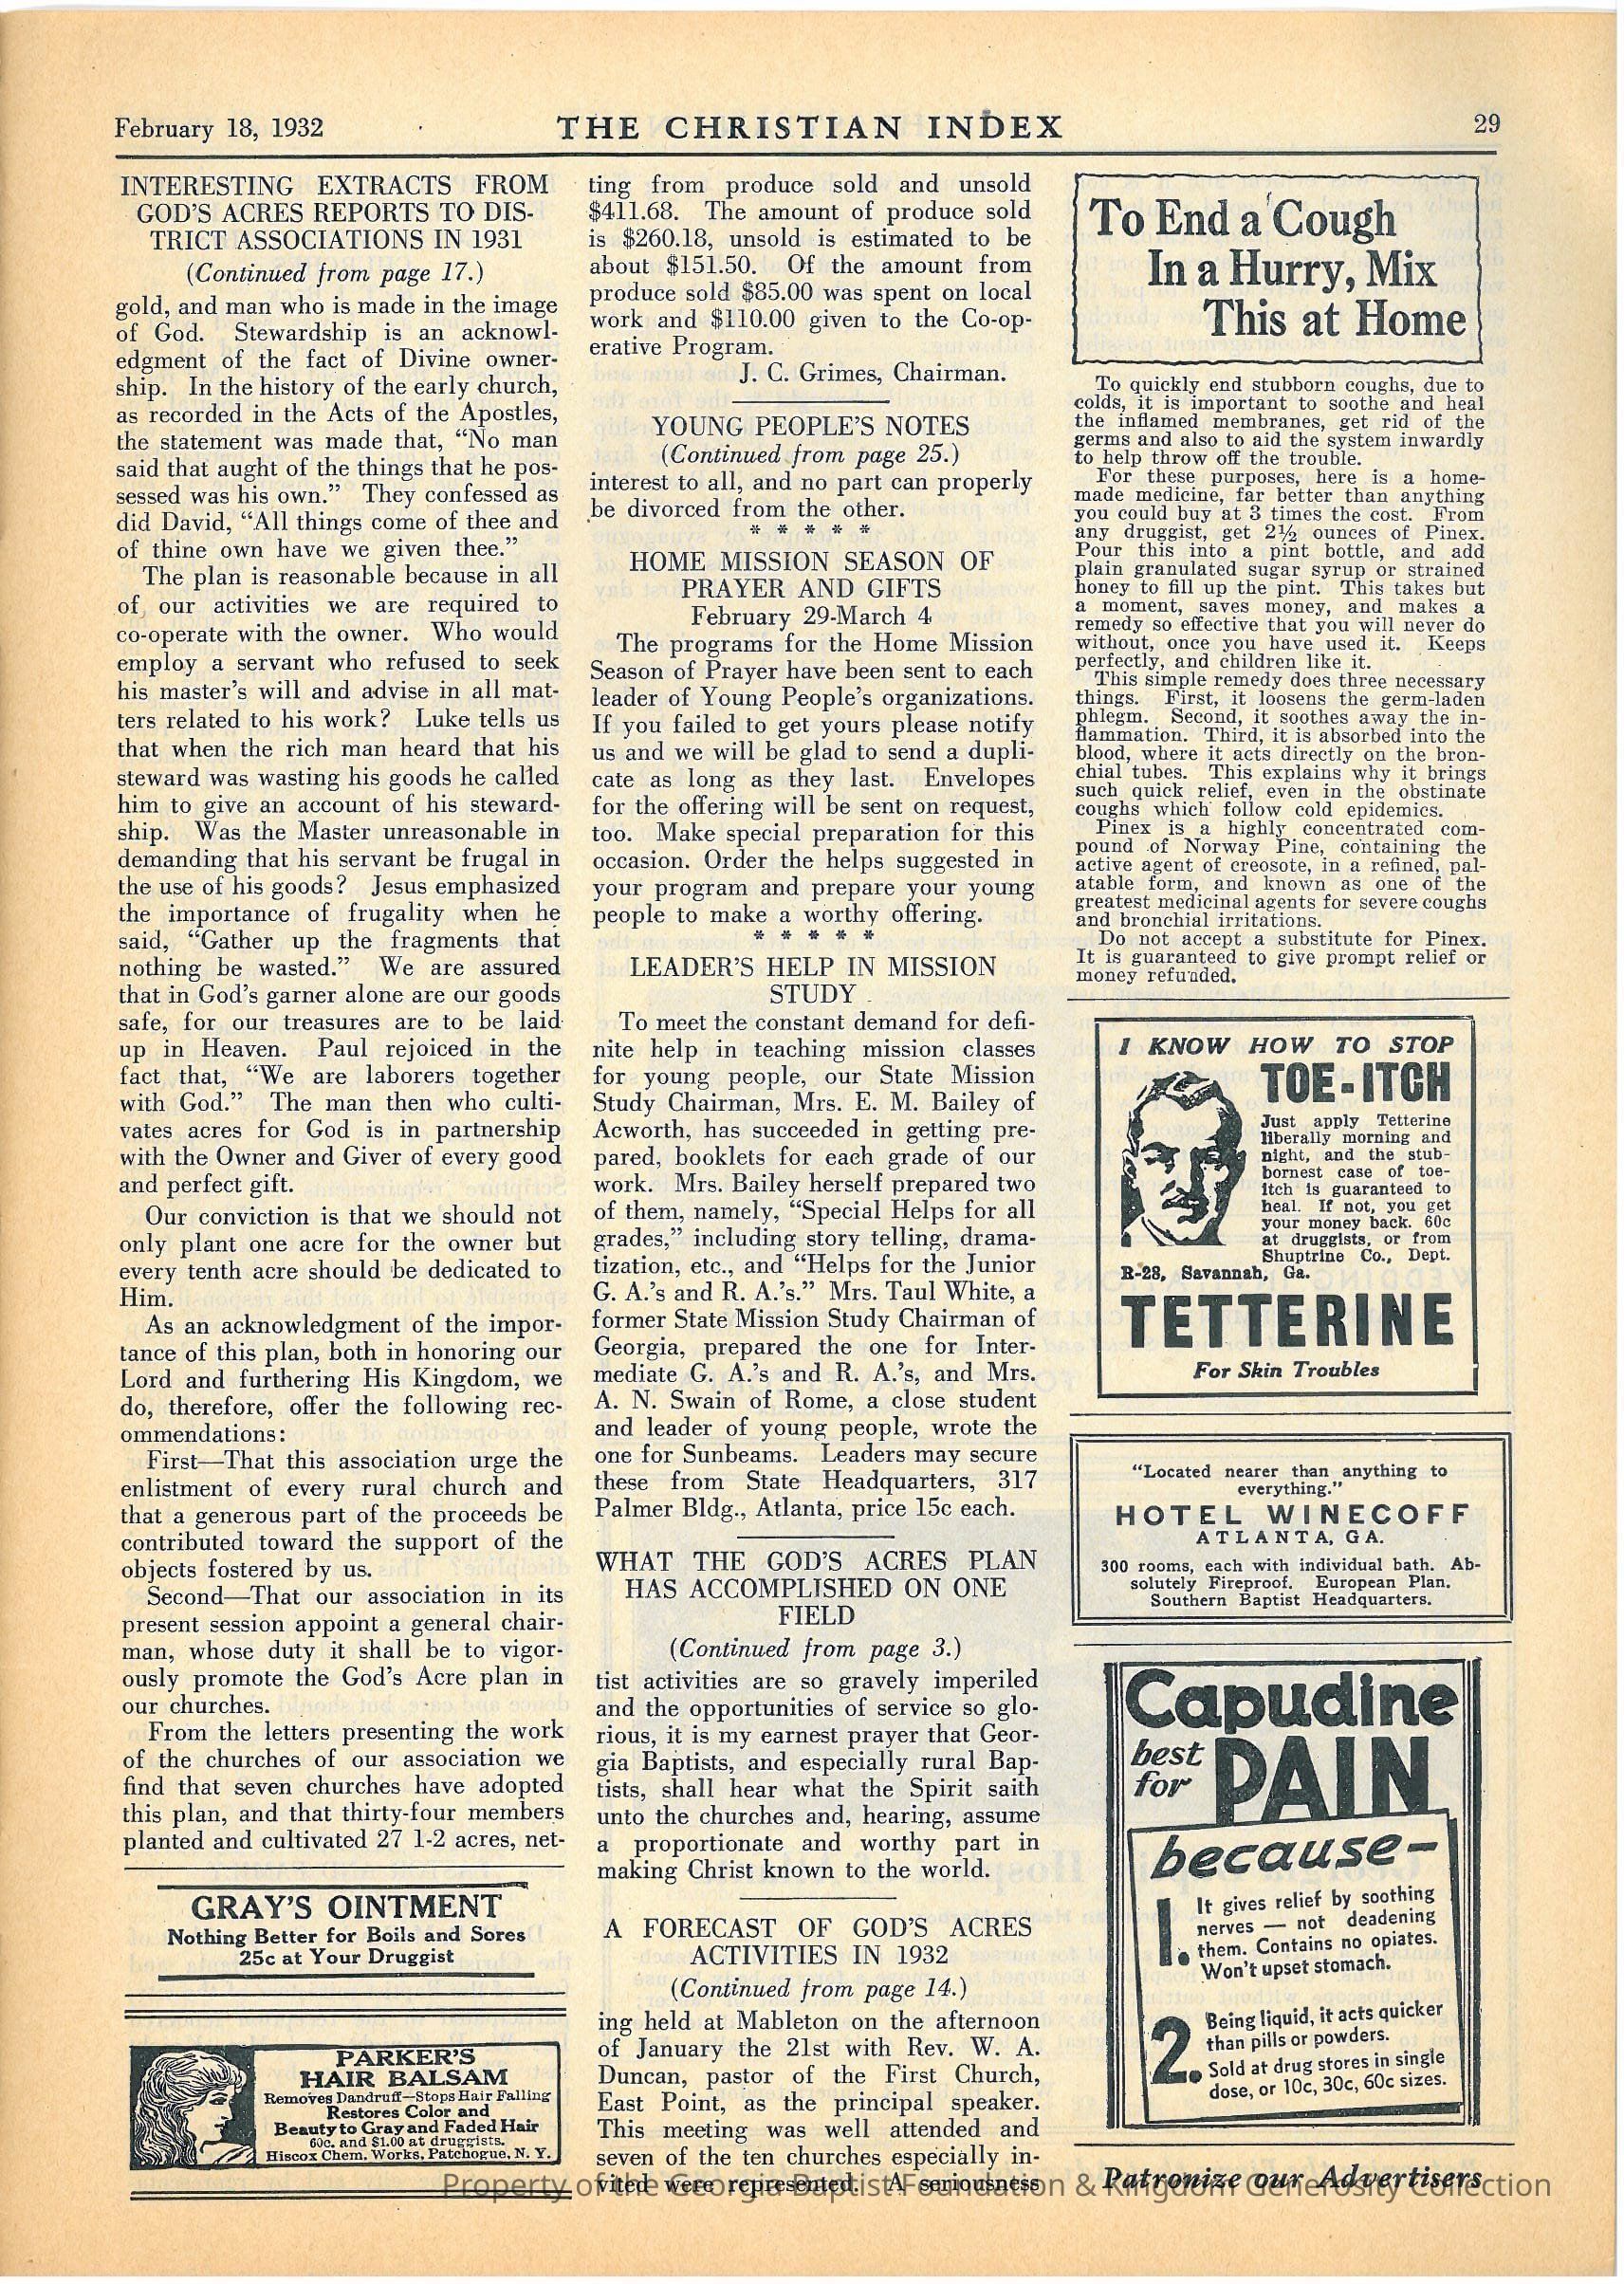 February 18, 1932
THE CHRISTIAN INDEX
29
INTERESTING EXTRACTS FROM
GOD'S ACRES REPORTS TO DIS-
TRICT ASSOCIATIONS IN 1931
(Continued from page 17.)
gold, and man who is made in the image
of God. Stewardship is an acknowl-
edgment of the fact of Divine owner-
ship. In the history of the early church,
as recorded in the Acts of the Apostles,
the statement was made that, “No man
said that aught of the things that he pos-
sessed was his own.” They confessed as
did David, “All things come of thee and
of thine own have we given thee.”
The plan is reasonable because in all
of our activities we are required to
co-operate with the owner. Who would
employ a servant who refused to seek
his master's will and advise in all mat-
ters related to his work? Luke tells us
that when the rich man heard that his
steward was wasting his goods he called
him to give an account of his steward-
ship. Was the Master unreasonable in
demanding that his servant be frugal in
the use of his goods? Jesus emphasized
the importance of frugality when he
said, “Gather up the fragments that
nothing be wasted.” We are assured
that in God's garner alone are our goods
safe, for our treasures are to be laid
up in Heaven. Paul rejoiced in the
fact that, “We are laborers together
with God.” The man then who culti-
vates acres for God is in partnership
with the Owner and Giver of every good
and perfect gift.
Our conviction is that we should not
only plant one acre for the owner but
every tenth acre should be dedicated to
Him.
As an acknowledgment of the impor-
tance of this plan, both in honoring our
Lord and furthering His Kingdom, we
do, therefore, offer the following rec-
ommendations:
First—That this association urge the
enlistment of every rural church and
that a generous part of the proceeds be
contributed toward the support of the
objects fostered by us.
Second—That our association in its
present session appoint a general chair-
man, whose duty it shall be to vigor-
ously promote the God's Acre plan in
our churches.
From the letters presenting the work
of the churches of our association we
find that seven churches have adopted
this plan, and that thirty-four members
planted and cultivated 27 1-2 acres, net-
GRAY'S OINTMENT
Nothing Better for Boils and Sores
25c at Your Druggist
PARKER'S
HAIR BALSAM
Removes Dandruff—Stops Hair Falling
Restores Color and
Beauty to Gray and Faded Hair
60c. and $1.00 at druggists.
Hiscox Chem. Works, Patchogue, N. Y.
ting from produce sold and unsold
$411.68. The amount of produce sold
is $260.18, unsold is estimated to be
about $151.50. Of the amount from
produce sold $85.00 was spent on local
work and $110.00 given to the Co-op-
erative Program.
J. C. Grimes, Chairman.
YOUNG PEOPLE'S NOTES
(Continued from page 25.)
interest to all, and no part can properly
be divorced from the other.
* * * * *
HOME MISSION SEASON OF
PRAYER AND GIFTS
February 29-March 4
The programs for the Home Mission
Season of Prayer have been sent to each
leader of Young People's organizations.
If you failed to get yours please notify
us and we will be glad to send a dupli-
cate as long as they last. Envelopes
for the offering will be sent on request,
too. Make special preparation for this
occasion. Order the helps suggested in
your program and prepare your young
people to make a worthy offering.
* * * * *
LEADER'S HELP IN MISSION
STUDY
To meet the constant demand for defi-
nite help in teaching mission classes
for young people, our State Mission
Study Chairman, Mrs. E. M. Bailey of
Acworth, has succeeded in getting pre-
pared, booklets for each grade of our
work. Mrs. Bailey herself prepared two
of them, namely, “Special Helps for all
grades,” including story telling, drama-
tization, etc., and “Helps for the Junior
G. A.'s and R. A.'s.” Mrs. Taul White, a
former State Mission Study Chairman of
Georgia, prepared the one for Inter-
mediate G. A.'s and R. A.'s, and Mrs.
A. N. Swain of Rome, a close student
and leader of young people, wrote the
one for Sunbeams. Leaders may secure
these from State Headquarters, 317
Palmer Bldg., Atlanta, price 15c each.
WHAT THE GOD'S ACRES PLAN
HAS ACCOMPLISHED ON ONE
FIELD
(Continued from page 3.)
tist activities are so gravely imperiled
and the opportunities of service so glo-
rious, it is my earnest prayer that Geor-
gia Baptists, and especially rural Bap-
tists, shall hear what the Spirit saith
unto the churches and, hearing, assume
a proportionate and worthy part in
making Christ known to the world.
A FORECAST OF GOD'S ACRES
ACTIVITIES IN 1932
(Continued from page 14.)
ing held at Mableton on the afternoon
of January the 21st with Rev. W. A.
Duncan, pastor of the First Church,
East Point, as the principal speaker.
This meeting was well attended and
seven of the ten churches especially in-
vited were represented. A seriousness
To End a Cough
In a Hurry, Mix
This at Home
To quickly end stubborn coughs, due to
colds, it is important to soothe and heal
the inflamed membranes, get rid of the
germs and also to aid the system inwardly
to help throw off the trouble.
For these purposes, here is a home-
made medicine, far better than anything
you could buy at 3 times the cost. From
any druggist, get 2½ ounces of Pinex.
Pour this into a pint bottle, and add
plain granulated sugar syrup or strained
honey to fill up the pint. This takes but
a moment, saves money, and makes a
remedy so effective that you will never do
without, once you have used it. Keeps
perfectly, and children like it.
This simple remedy does three necessary
things. First, it loosens the germ-laden
phlegm. Second, it soothes away the in-
flammation. Third, it is absorbed into the
blood, where it acts directly on the bron-
chial tubes. This explains why it brings
such quick relief, even in the obstinate
coughs which follow cold epidemics.
Pinex is a highly concentrated com-
pound of Norway Pine, containing the
active agent of creosote, in a refined, pal-
atable form, and known as one of the
greatest medicinal agents for severe coughs
and bronchial irritations.
Do not accept a substitute for Pinex.
It is guaranteed to give prompt relief or
money refunded.
I KNOW HOW TO STOP
TOE-ITCH
Just apply Tetterine
liberally morning and
night, and the stub-
bornest case of toe-
itch is guaranteed to
heal. If not, you get
your money back. 60c
at druggists, or from
Shuptrine Co., Dept.
R-28, Savannah, Ga.
TETTERINE
For Skin Troubles
“Located nearer than anything to
everything.”
HOTEL WINECOFF
ATLANTA, GA.
300 rooms, each with individual bath. Ab-
solutely Fireproof. European Plan.
Southern Baptist Headquarters.
Capudine
best
for PAIN
because—
1. It gives relief by soothing
nerves — not deadening
them. Contains no opiates.
Won't upset stomach.
2. Being liquid, it acts quicker
than pills or powders.
Sold at drug stores in single
dose, or 10c, 30c, 60c sizes.
Patronize our Advertisers
Property of the Georgia Baptist Foundation & Kingdom Generosity Collection